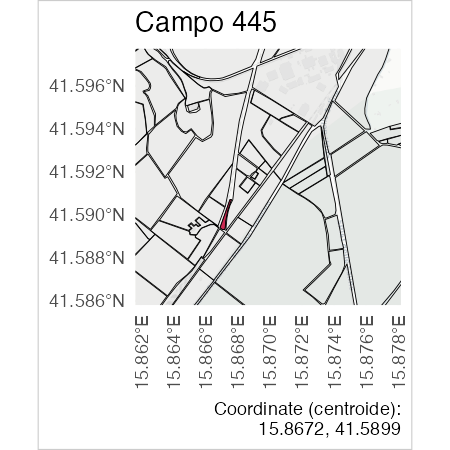 Campo 445
41.596°N
41.594°N
41.592°N
41.590°N
41.588°N
41.586°N
15.862°E
15.864°E
15.866°E
15.868°E
15.870°E
15.872°E
15.874°E
15.876°E
15.878°E
Coordinate (centroide):
15.8672, 41.5899